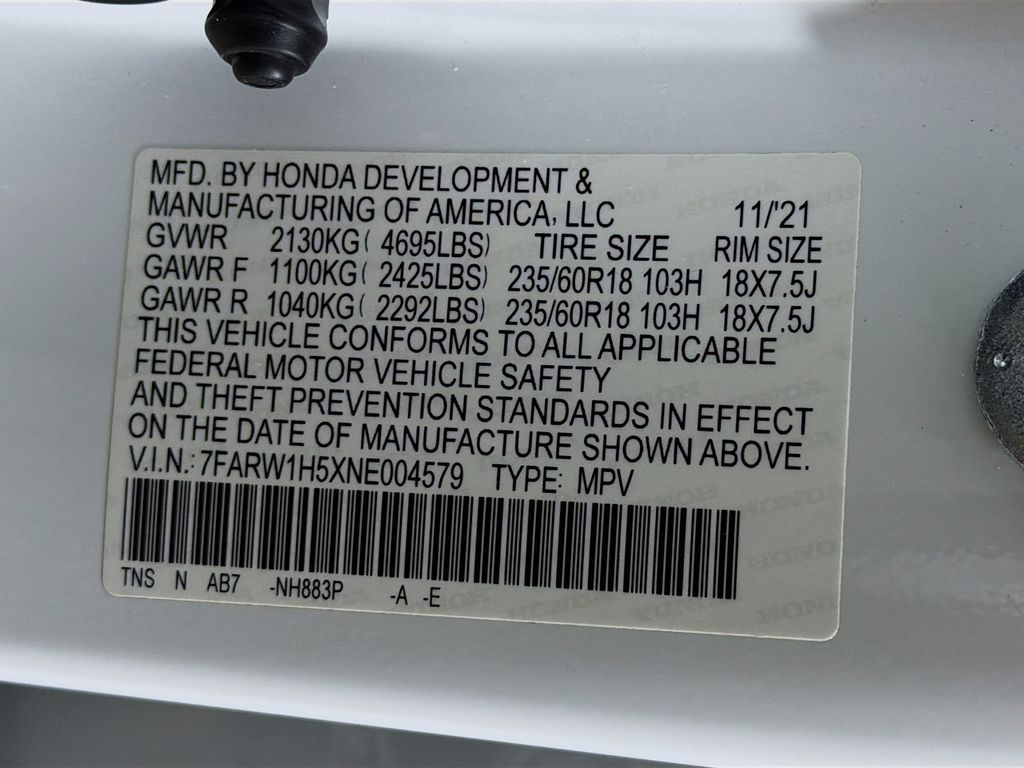 MFD. BY HONDA DEVELOPMENT &
MANUFACTURING OF AMERICA, LLC 11/'21
GVWR 2130KG( 4695LBS) TIRE SIZE RIM SIZE
GAWR F 1100KG( 2425LBS) 235/60R18 103H 18X7.5J
GAWR R 1040KG( 2292LBS) 235/60R18 103H 18X7.5J
THIS VEHICLE CONFORMS TO ALL APPLICABLE
FEDERAL MOTOR VEHICLE SAFETY
AND THEFT PREVENTION STANDARDS IN EFFECT
ON THE DATE OF MANUFACTURE SHOWN ABOVE.
V.I.N.: 7FARW1H5XNE004579 TYPE: MPV
TNS N AB7 -NH883P -A -E